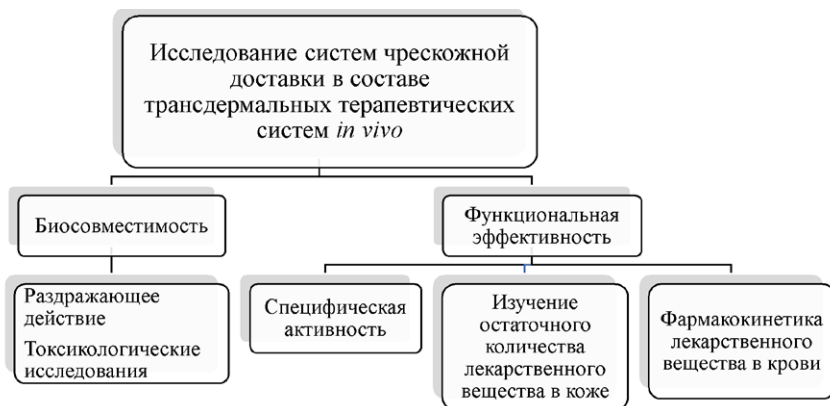 Исследование систем чрескожной
доставки в составе
трансдермальных терапевтических
систем in vivo
Биосовместимость
Функциональная
эффективность
Раздражающее
действие
Токсикологические
исследования
Специфическая
активность
Изучение
остаточного
количества
лекарственного
вещества в коже
Фармакокинетика
лекарственного
вещества в крови